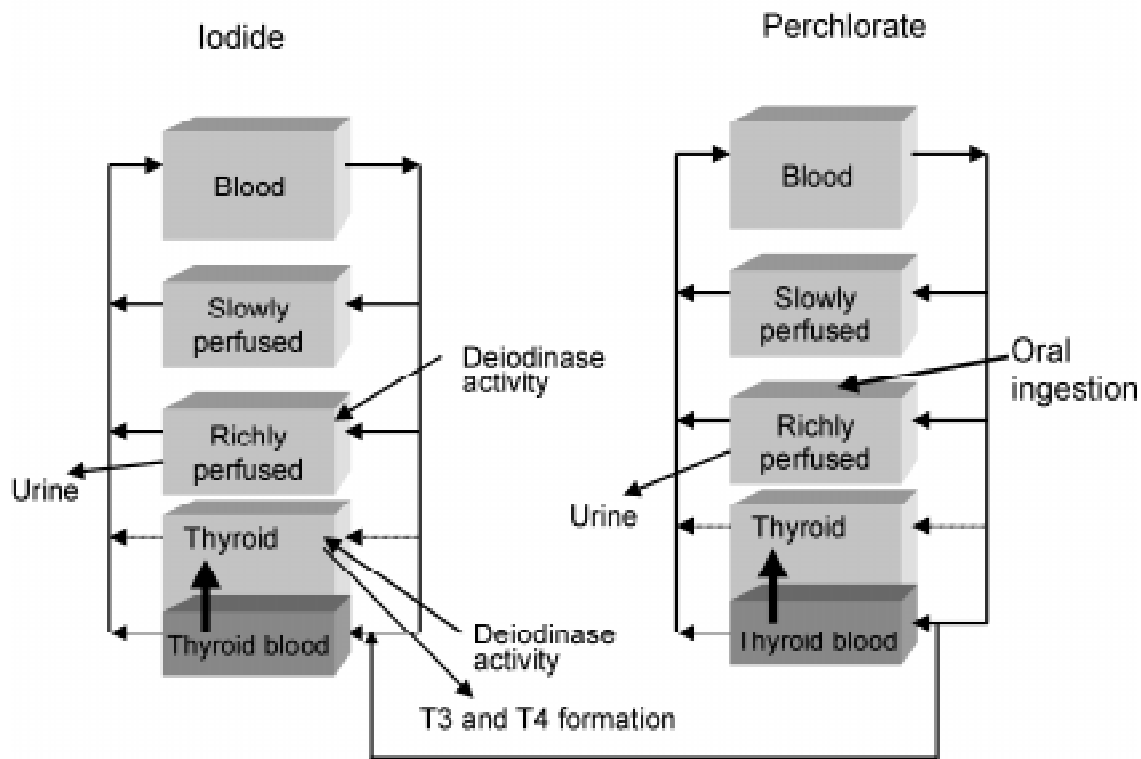 Iodide
Blood
Slowly
perfused
Deiodinase
activity
Richly
perfused
Urine
Thyroid
Thyroid blood
Deiodinase
activity
T3 and T4 formation
Perchlorate
Blood
Slowly
perfused
Oral
ingestion
Richly
perfused
Urine
Thyroid
Thyroid blood